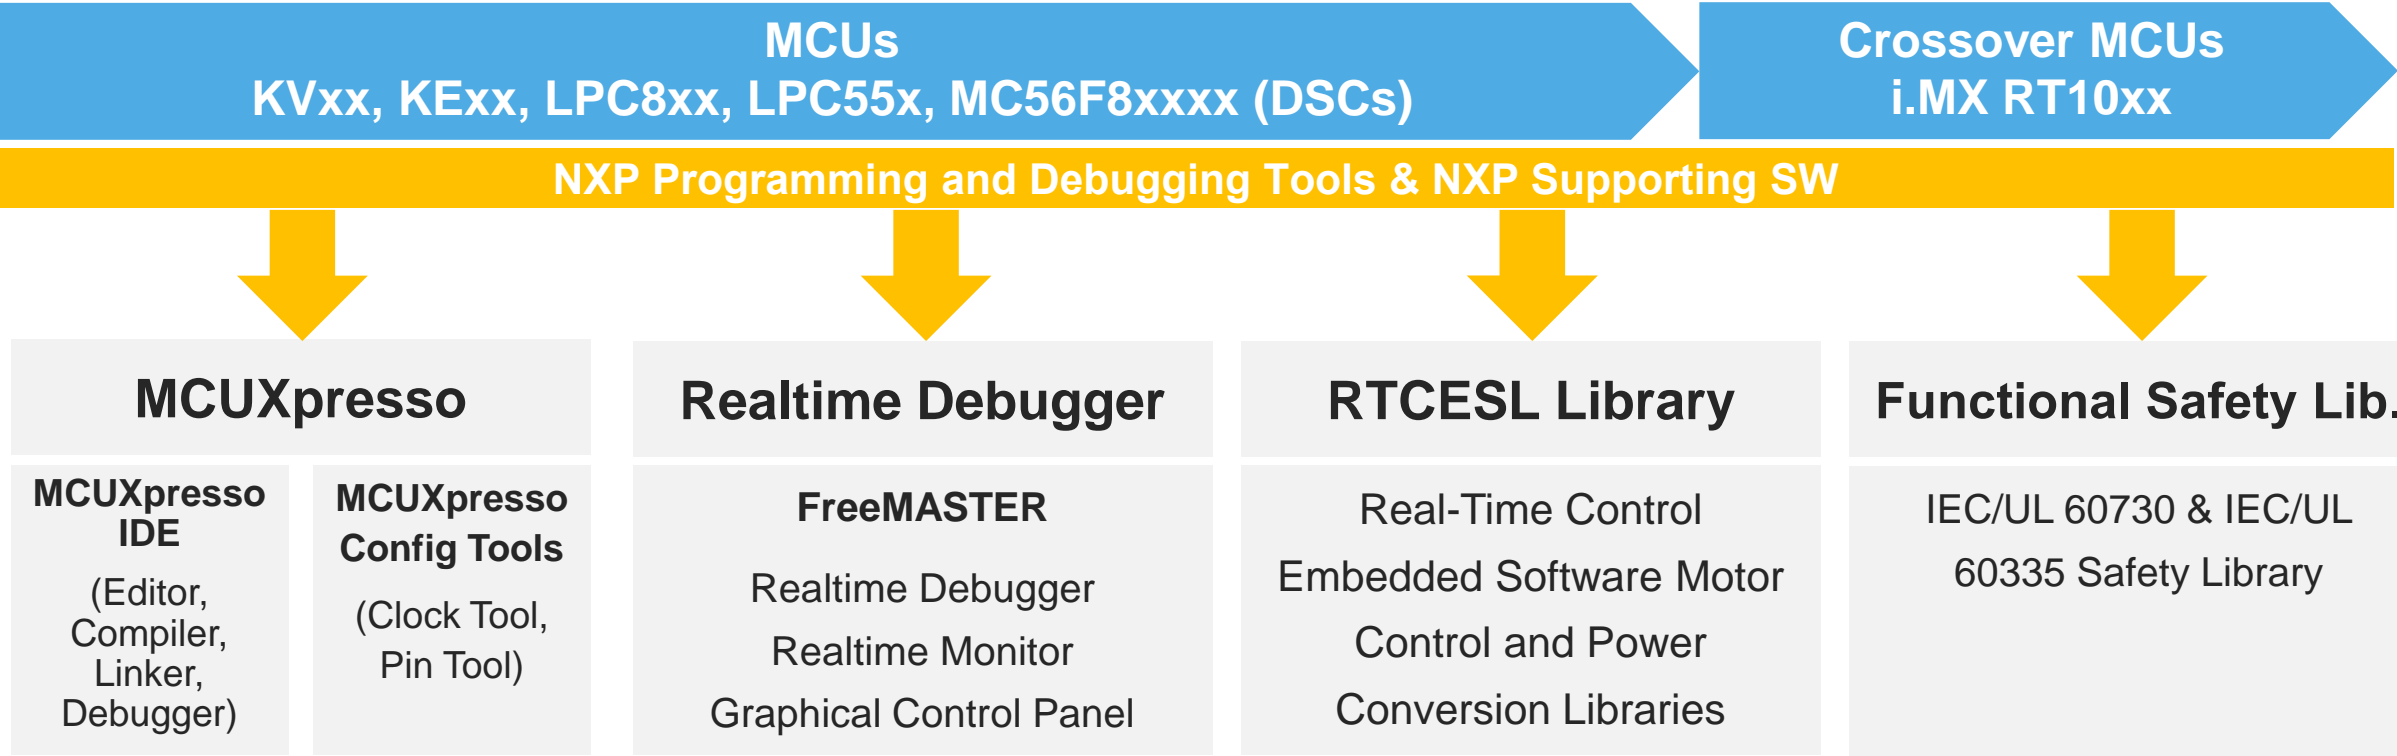 MCUs
KVxx, KExx, LPC8xx, LPC55x, MC56F8xxxx (DSCs)
Crossover MCUs
i.MX RT10xx
NXP Programming and Debugging Tools & NXP Supporting SW
MCUXpresso
MCUXpresso
IDE
(Editor,
Compiler,
Linker,
Debugger)
MCUXpresso
Config Tools
(Clock Tool,
Pin Tool)
Realtime Debugger
FreeMASTER
Realtime Debugger
Realtime Monitor
Graphical Control Panel
RTCESL Library
Real-Time Control
Embedded Software Motor
Control and Power
Conversion Libraries
Functional Safety Lib.
IEC/UL 60730 & IEC/UL
60335 Safety Library